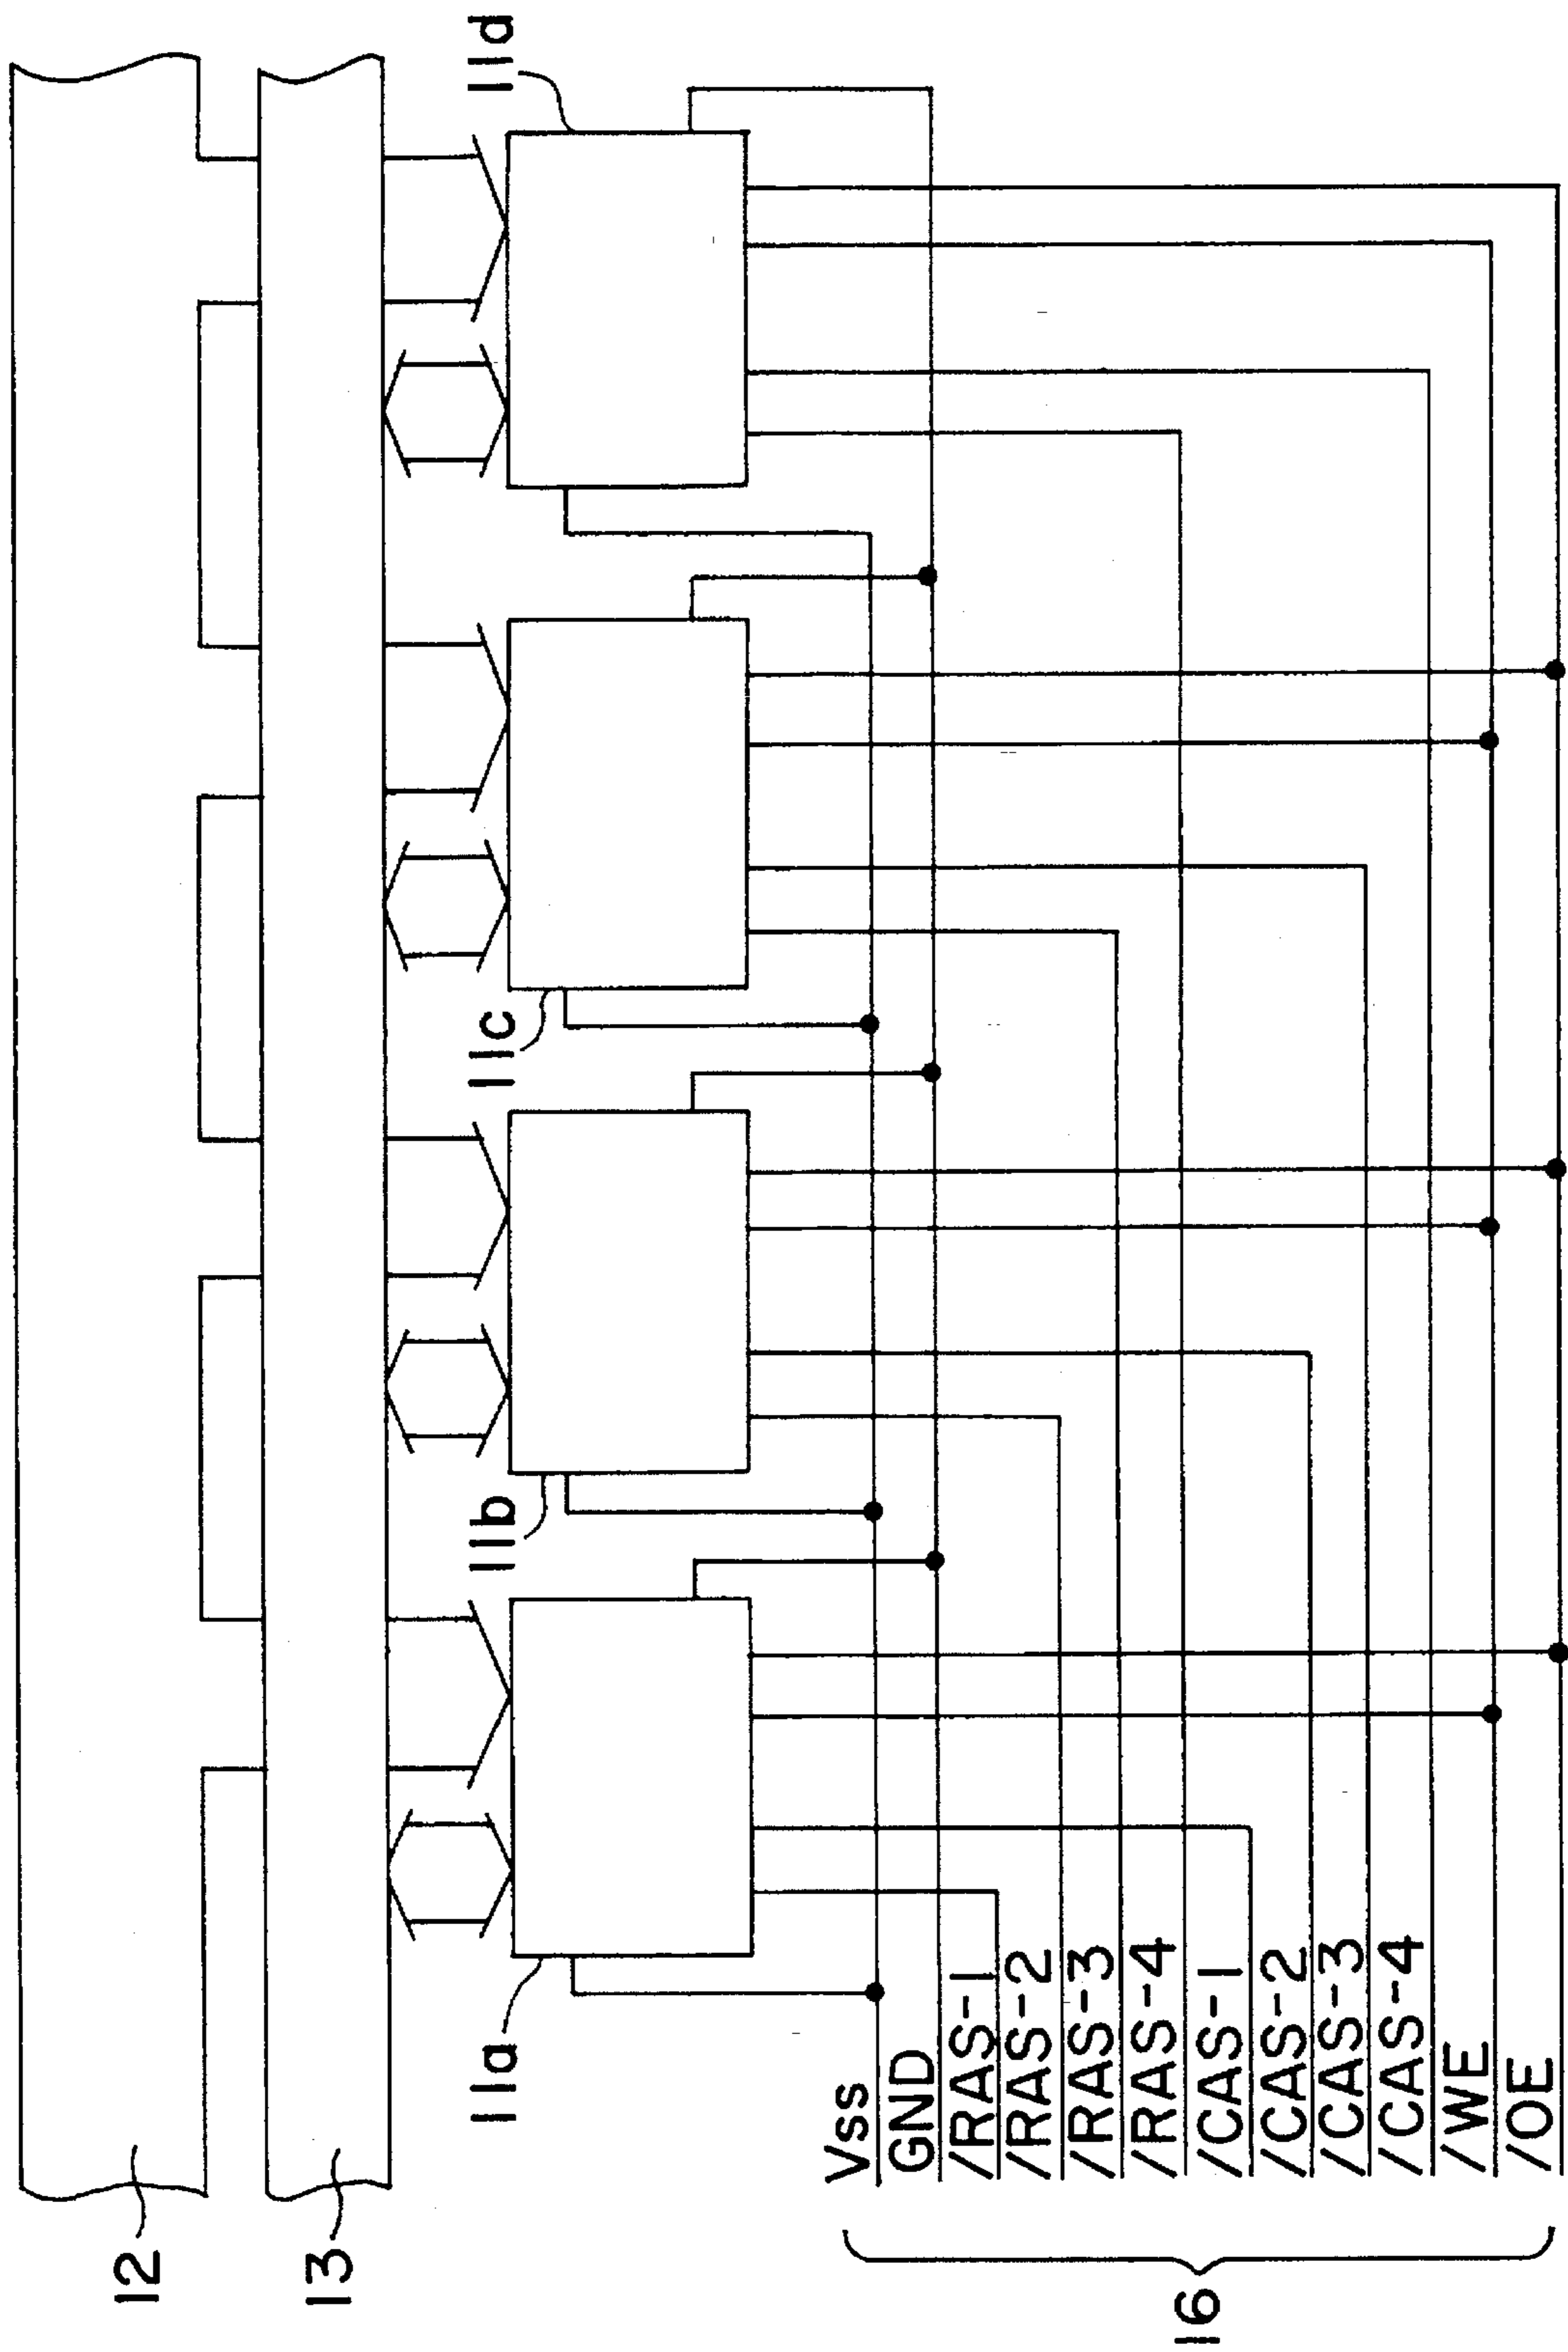 12
13
11a
11b
11c
11d
Vss
GND
/RAS-1
/RAS-2
/RAS-3
/RAS-4
/CAS-1
/CAS-2
/CAS-3
/CAS-4
/WE
/OE
16